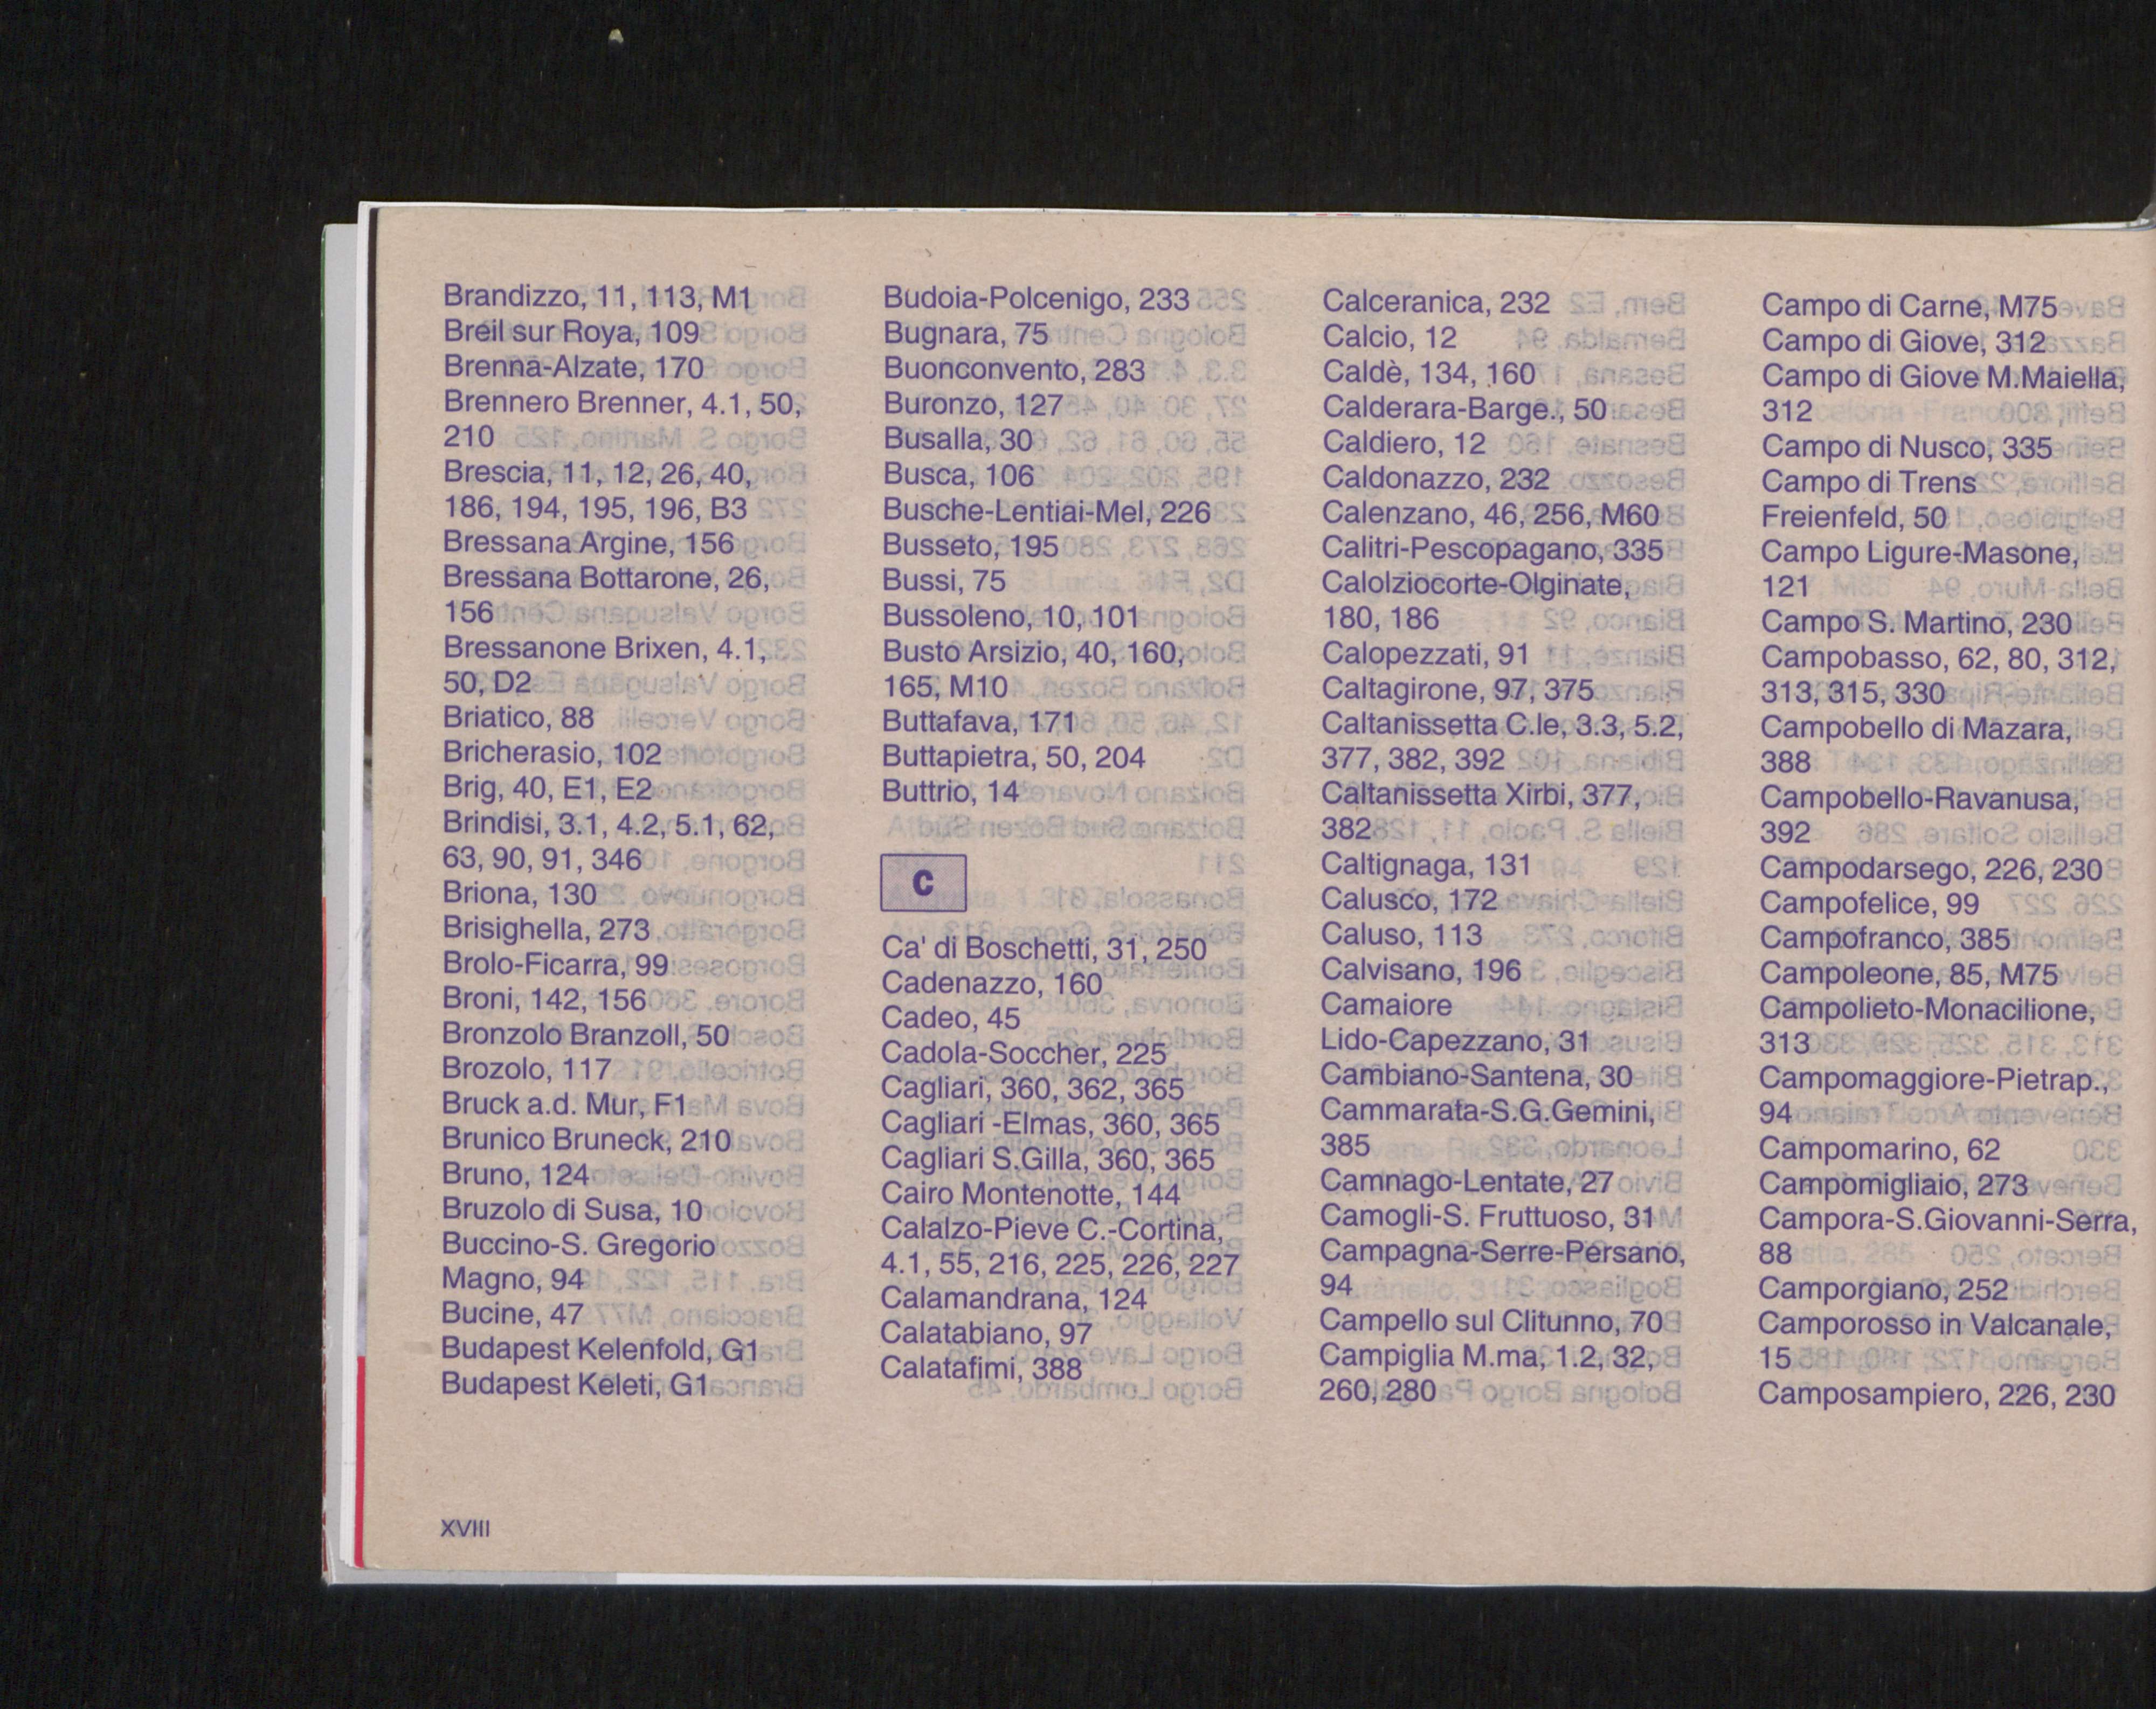 Brandizzo, 11, 113, M1
Breil sur Roya, 109
Brenna-Alzate, 170
Brennero Brenner, 4.1, 50,
210
Brescia, 11, 12, 26, 40,
186, 194, 195, 196, B3
Bressana Argine, 156
Bressana Bottarone, 26,
156
Bressanone Brixen, 4.1,
50, D2
Briatico, 88
Bricherasio, 102
Brig, 40, E1, E2
Brindisi, 3.1, 4.2, 5.1, 62,
63, 90, 91, 346
Briona, 130
Brisighella, 273
Brolo-Ficarra, 99
Broni, 142, 156
Bronzolo Branzoll, 50
Brozolo, 117
Bruck a.d. Mur, F1
Brunico Bruneck, 210
Bruno, 124
Bruzolo di Susa, 10
Buccino-S. Gregorio
Magno, 94
Bucine, 47
Budapest Kelenfold, G1
Budapest Keleti, G1
Budoia-Polcenigo, 233
Bugnara, 75
Buonconvento, 283
Buronzo, 127
Busalla, 30
Busca, 106
Busche-Lentiai-Mel, 226
Busseto, 195
Bussi, 75
Bussoleno, 10, 101
Busto Arsizio, 40, 160,
165, M10
Buttafava, 171
Buttapietra, 50, 204
Buttrio, 14
C
Ca' di Boschetti, 31, 250
Cadenazzo, 160
Cadeo, 45
Cadola-Soccher, 225
Cagliari, 360, 362, 365
Cagliari -Elmas, 360, 365
Cagliari S.Gilla, 360, 365
Cairo Montenotte, 144
Calalzo-Pieve C.-Cortina,
4.1, 55, 216, 225, 226, 227
Calamandrana, 124
Calatabiano, 97
Calatafimi, 388
Calceranica, 232
Calcio, 12
Caldè, 134, 160
Calderara-Barge., 50
Caldiero, 12
Caldonazzo, 232
Calenzano, 46, 256, M60
Calitri-Pescopagano, 335
Calolziocorte-Olginate,
180, 186
Calopezzati, 91
Caltagirone, 97, 375
Caltanissetta C.le, 3.3, 5.2,
377, 382, 392
Caltanissetta Xirbi, 377,
382
Caltignaga, 131
Calusco, 172
Caluso, 113
Calvisano, 196
Camaiore
Lido-Capezzano, 31
Cambiano-Santena, 30
Cammarata-S.G.Gemini,
385
Camnago-Lentate, 27
Camogli-S. Fruttuoso, 31
Campagna-Serre-Persano,
94
Campello sul Clitunno, 70
Campiglia M.ma, 1.2, 32,
260, 280
Campo di Carne, M75
Campo di Giove, 312
Campo di Giove M.Maiella,
312
Campo di Nusco, 335
Campo di Trens
Freienfeld, 50
Campo Ligure-Masone,
121
Campo S. Martino, 230
Campobasso, 62, 80, 312,
313, 315, 330
Campobello di Mazara,
388
Campobello-Ravanusa,
392
Campodarsego, 226, 230
Campofelice, 99
Campofranco, 385
Campoleone, 85, M75
Campolieto-Monacilione,
313
Campomaggiore-Pietrap.,
94
Campomarino, 62
Campomigliaio, 273
Campora-S.Giovanni-Serra,
88
Camporgiano, 252
Camporosso in Valcanale,
15
Camposampiero, 226, 230
XVIII